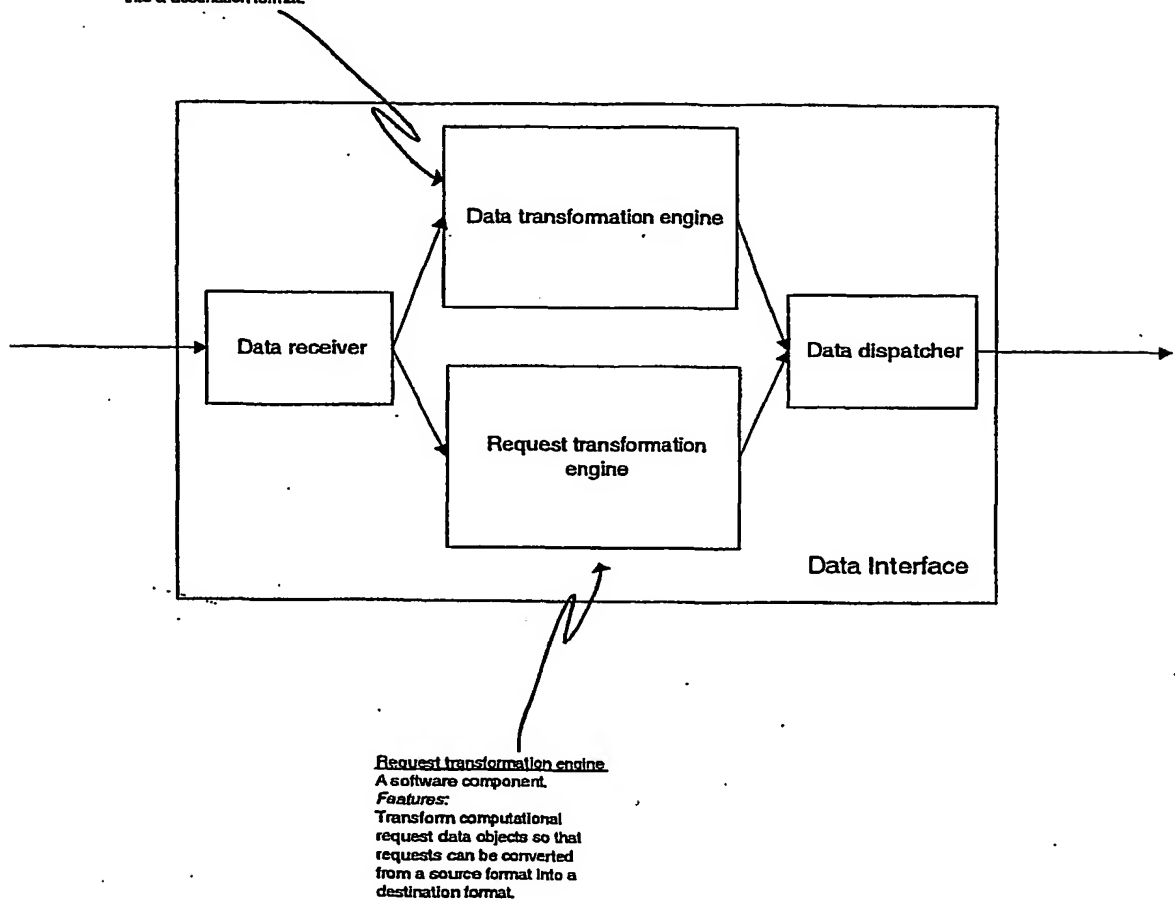 Data transformation engine
Data receiver
Data dispatcher
Request transformation
engine
Data Interface
Request transformation engine
A software component.
Features:
Transform computational
request data objects so that
requests can be converted
from a source format into a
destination format.